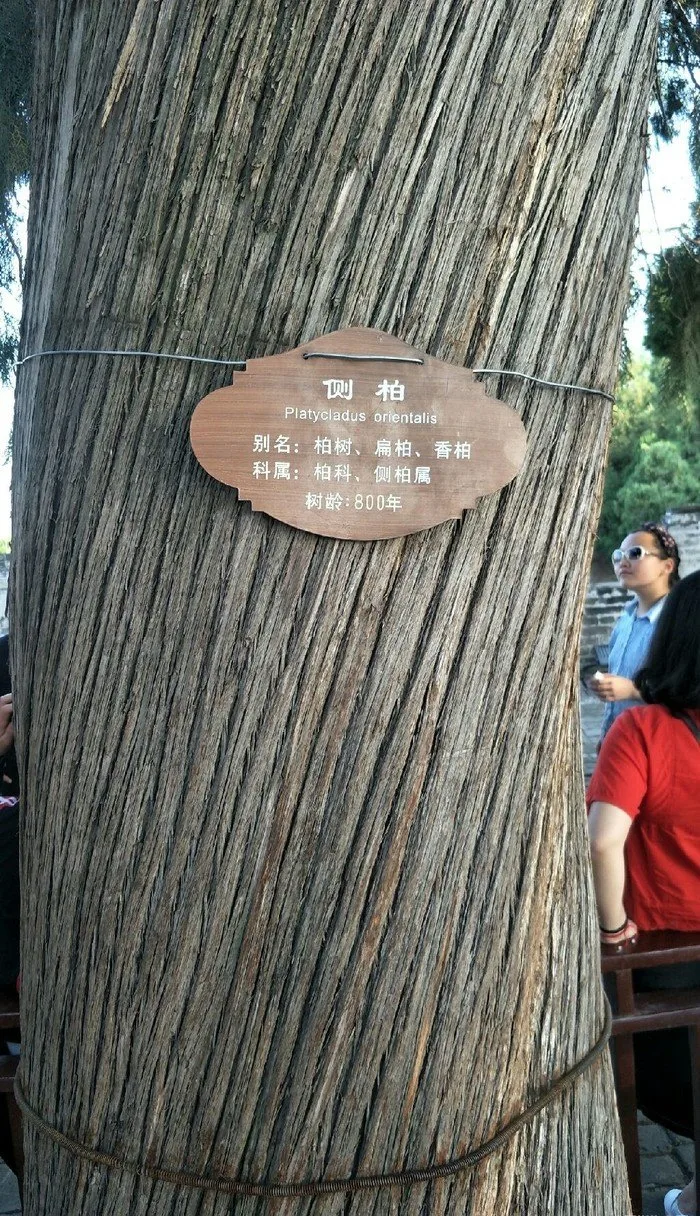 侧柏
Platycladus orientalis
别名：柏树、扁柏、香柏
科属：柏科、侧柏属
树龄：800年